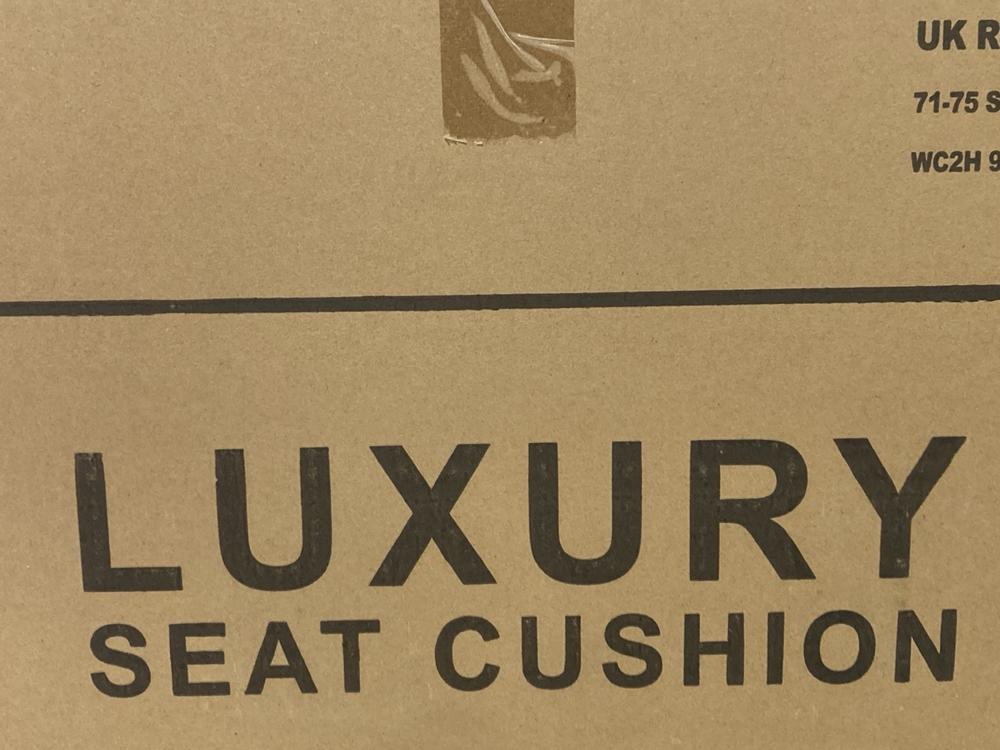 UK R
71-75 S
WC2H 9
LUXURY
SEAT CUSHION